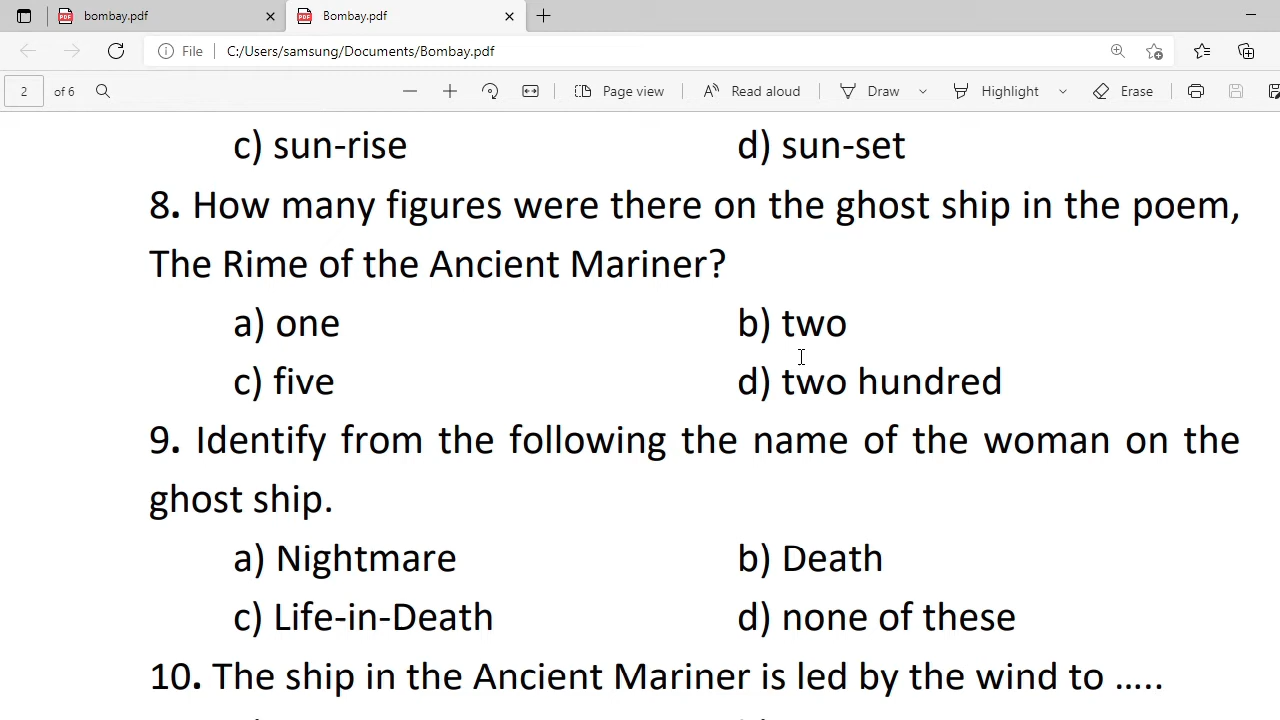 bombay.pdf
Bombay.pdf
File
C:/Users/samsung/Documents/Bombay.pdf
2 of 6
Page view
Read aloud
Draw
Highlight
Erase
c) sun-rise d) sun-set
8. How many figures were there on the ghost ship in the poem,
The Rime of the Ancient Mariner?
a) one b) two
c) five d) two hundred
9. Identify from the following the name of the woman on the
ghost ship.
a) Nightmare b) Death
c) Life-in-Death d) none of these
10. The ship in the Ancient Mariner is led by the wind to .....